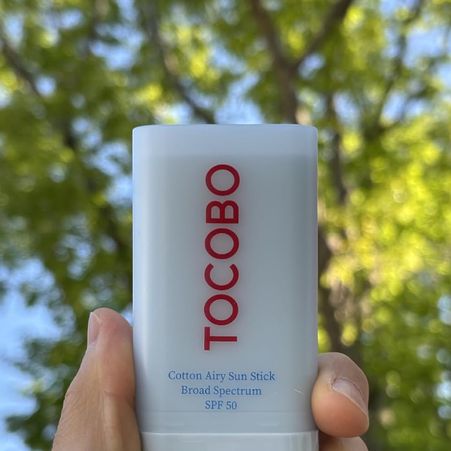 TOCOBO
Cotton Airy Sun Stick
Broad Spectrum
SPF 50